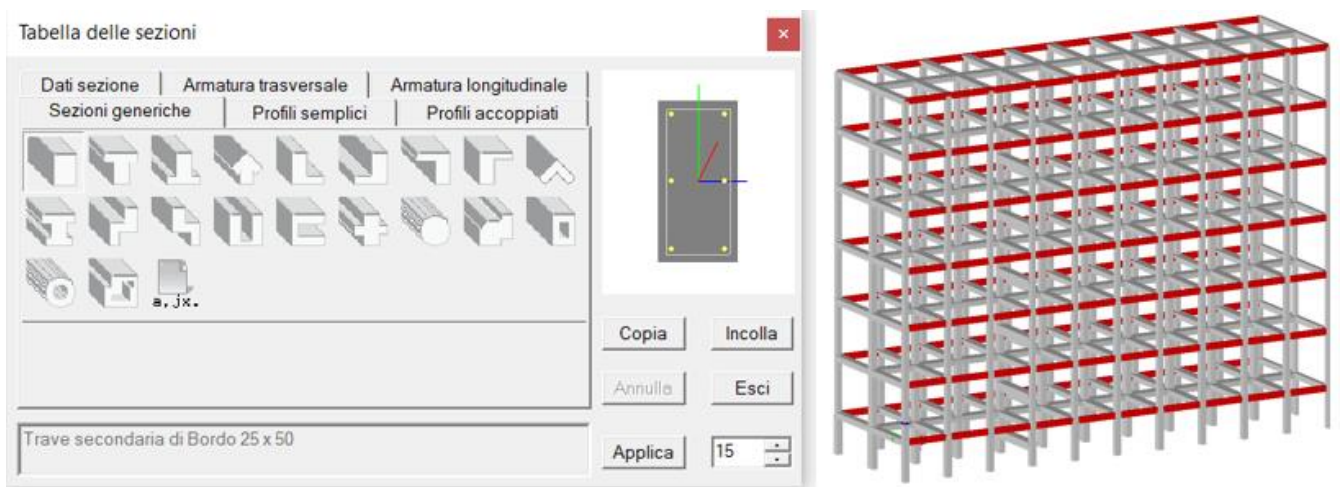 Tabella delle sezioni
Dati sezione Armatura trasversale Armatura longitudinale
Sezioni generiche Profili semplici Profili accoppiati
a,jx.
Copia Incolla
Annulla Esci
Trave secondaria di Bordo 25 x 50
Applica 15